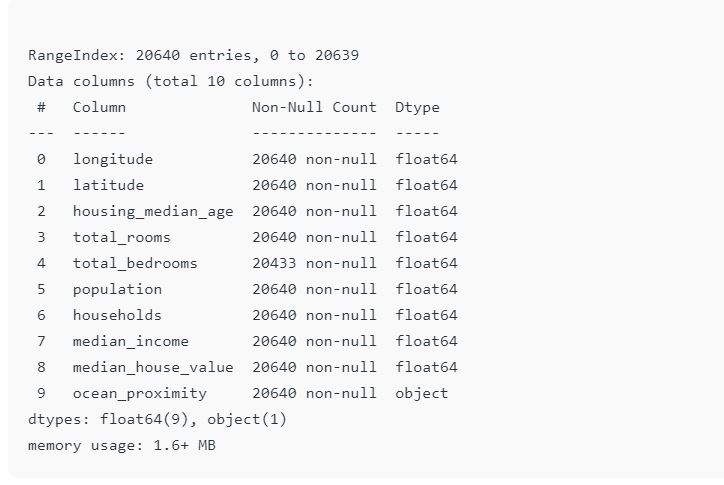 RangeIndex: 20640 entries, 0 to 20639
Data columns (total 10 columns):
 #   Column              Non-Null Count  Dtype
---  ------              --------------  -----
 0   longitude           20640 non-null  float64
 1   latitude            20640 non-null  float64
 2   housing_median_age  20640 non-null  float64
 3   total_rooms         20640 non-null  float64
 4   total_bedrooms      20433 non-null  float64
 5   population          20640 non-null  float64
 6   households          20640 non-null  float64
 7   median_income       20640 non-null  float64
 8   median_house_value  20640 non-null  float64
 9   ocean_proximity     20640 non-null  object
dtypes: float64(9), object(1)
memory usage: 1.6+ MB